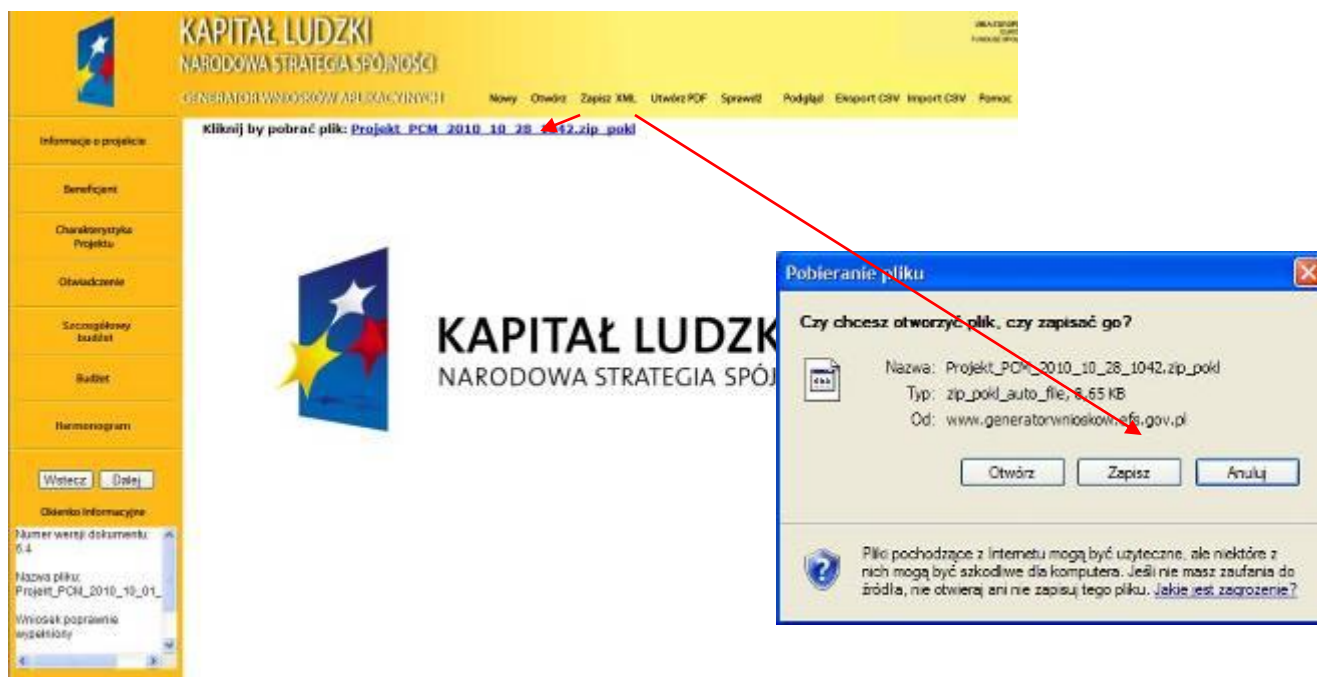 KAPITAŁ LUDZKI
NARODOWA STRATEGIA SPÓJNOŚCI
GENERATOR WNIOSKÓW APLIKACYJNYCH
Nowy Otwórz Zapisz XML Utwórz PDF Sprawdź Podgląd Eksport CSV Import CSV Pomoc
Kliknij by pobrać plik: Projekt_PCM_2010_10_28_1042.zip_pokl
Informacje o projekcie
Beneficjent
Charakterystyka
Projektu
Oświadczenie
Szczegółowy
budżet
Budżet
Harmonogram
Wstecz Dalej
Okienko Informacyjne
Numer wersji dokumentu:
6.4
Nazwa pliku:
Projekt_PCM_2010_10_01_
Wniosek poprawnie
wypełniony
KAPITAŁ LUDZK
NARODOWA STRATEGIA SPÓJ
Pobieranie pliku
Czy chcesz otworzyć plik, czy zapisać go?
Nazwa: Projekt_PCM_2010_10_28_1042.zip_pokl
Typ: zip_pokl_auto_file, 8,65 KB
Od: www.generatorwnioskow.efs.gov.pl
Otwórz Zapisz Anuluj
Pliki pochodzące z Internetu mogą być użyteczne, ale niektóre z
nich mogą być szkodliwe dla komputera. Jeśli nie masz zaufania do
źródła, nie otwieraj ani nie zapisuj tego pliku. Jakie jest zagrożenie?